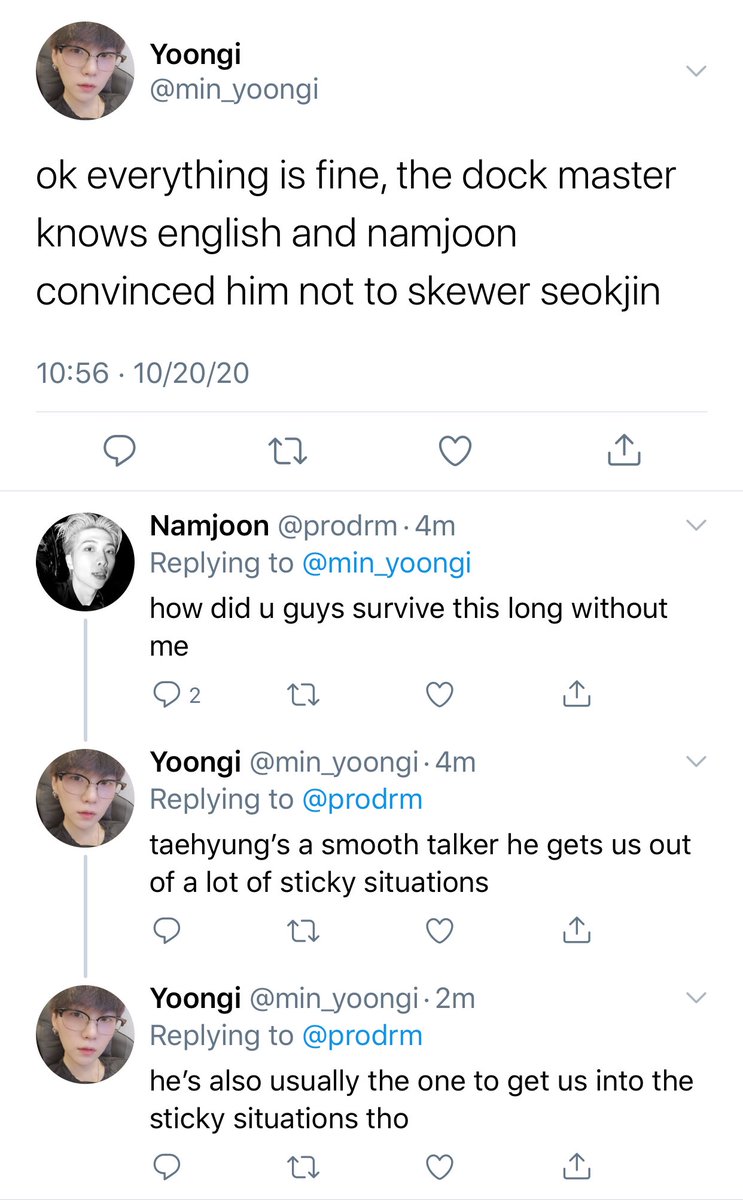 Yoongi
@min_yoongi
ok everything is fine, the dock master
knows english and namjoon
convinced him not to skewer seokjin
10:56 · 10/20/20
Namjoon @prodrm · 4m
Replying to @min_yoongi
how did u guys survive this long without
me
2
Yoongi @min_yoongi · 4m
Replying to @prodrm
taehyung’s a smooth talker he gets us out
of a lot of sticky situations
Yoongi @min_yoongi · 2m
Replying to @prodrm
he’s also usually the one to get us into the
sticky situations tho